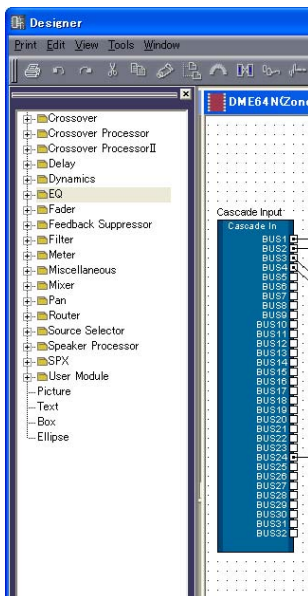 Designer
Print Edit View Tools Window
DME64N(Zone
Crossover
Crossover Processor
Crossover ProcessorII
Delay
Dynamics
EQ
Fader
Feedback Suppressor
Filter
Meter
Miscellaneous
Mixer
Pan
Router
Source Selector
Speaker Processor
SPX
User Module
Picture
Text
Box
Ellipse
Cascade Input
Cascade In
BUS1
BUS2
BUS3
BUS4
BUS5
BUS6
BUS7
BUS8
BUS9
BUS10
BUS11
BUS12
BUS13
BUS14
BUS15
BUS16
BUS17
BUS18
BUS19
BUS20
BUS21
BUS22
BUS23
BUS24
BUS25
BUS26
BUS27
BUS28
BUS29
BUS30
BUS31
BUS32